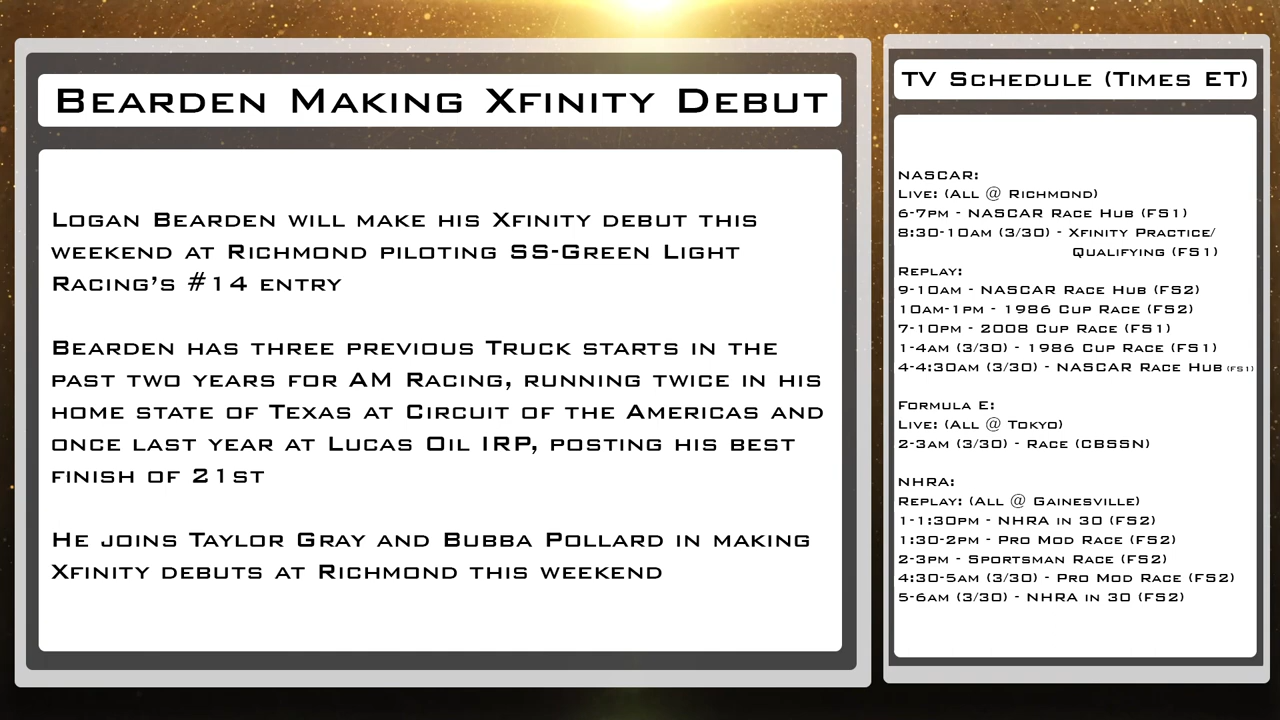 Bearden Making Xfinity Debut
Logan Bearden will make his Xfinity debut this
weekend at Richmond piloting SS-Green Light
Racing's #14 entry
Bearden has three previous Truck starts in the
past two years for AM Racing, running twice in his
home state of Texas at Circuit of the Americas and
once last year at Lucas Oil IRP, posting his best
finish of 21st
He joins Taylor Gray and Bubba Pollard in making
Xfinity debuts at Richmond this weekend
TV Schedule (Times ET)
NASCAR:
Live: (All @ Richmond)
6-7pm - NASCAR Race Hub (FS1)
8:30-10am (3/30) - Xfinity Practice/
Qualifying (FS1)
Replay:
9-10am - NASCAR Race Hub (FS2)
10am-1pm - 1986 Cup Race (FS2)
7-10pm - 2008 Cup Race (FS1)
1-4am (3/30) - 1986 Cup Race (FS1)
4-4:30am (3/30) - NASCAR Race Hub (FS1)
Formula E:
Live: (All @ Tokyo)
2-3am (3/30) - Race (CBSSN)
NHRA:
Replay: (All @ Gainesville)
1-1:30pm - NHRA in 30 (FS2)
1:30-2pm - Pro Mod Race (FS2)
2-3pm - Sportsman Race (FS2)
4:30-5am (3/30) - Pro Mod Race (FS2)
5-6am (3/30) - NHRA in 30 (FS2)